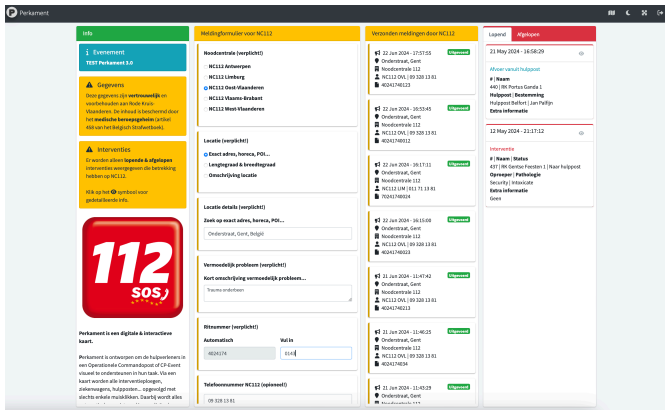 Perkament
Info
Evenement
TEST Perkament 3.0
Gegevens
Deze gegevens zijn vertrouwelijk en
voorbehouden aan Rode Kruis-
Vlaanderen. De inhoud is beschermd door
het medische beroepsgeheim (artikel
458 van het Belgisch Strafwetboek).
Interventies
Er worden alleen lopende & afgelopen
interventies weergegeven die betrekking
hebben op NC112.
Klik op het symbool voor
gedetailleerde info.
112
SOS
Perkament is een digitale & interactieve
kaart.
Perkament is ontworpen om de hulpverleners in
een Operationele Commandopost of CP-Event
visueel te ondersteunen in hun taak. Via een
kaart worden alle interventieploegen,
ziekenwagens, hulpposten... opgevolgd met
slechts enkele muisklikken. Daarbij wordt alles
Meldingformulier voor NC112
Noodcentrale (verplicht!)
NC112 Antwerpen
NC112 Limburg
NC112 Oost-Vlaanderen
NC112 Vlaams-Brabant
NC112 West-Vlaanderen
Locatie (verplicht!)
Exact adres, horeca, POI...
Lengtegraad & breedtegraad
Omschrijving locatie
Locatie details (verplicht!)
Zoek op exact adres, horeca, POI...
Onderstraat, Gent, België
Vermoedelijk probleem (verplicht!)
Kort omschrijving vermoedelijk probleem...
Trauma onderbeen
Ritnummer (verplicht!)
Automatisch Vul in
4024174 0143
Telefoonnummer NC112 (opioneel!)
09 328 13 81
Verzonden meldingen door NC112
22 Jun 2024 - 17:57:55 Uitgevoerd
Onderstraat, Gent
Noodcentrale 112
NC112 OVL | 09 328 13 81
40241740123
22 Jun 2024 - 16:53:45 Uitgevoerd
Onderstraat, Gent
Noodcentrale 112
NC112 OVL | 09 328 13 81
40241740012
22 Jun 2024 - 16:17:11 Uitgevoerd
Onderstraat, Gent
Noodcentrale 112
NC112 LIM | 011 71 13 81
70241740024
22 Jun 2024 - 16:15:00 Uitgevoerd
Onderstraat, Gent
Noodcentrale 112
NC112 OVL | 09 328 13 81
40241740023
21 Jun 2024 - 11:47:42 Uitgevoerd
Onderstraat, Gent
Noodcentrale 112
NC112 OVL | 09 328 13 81
40241740213
21 Jun 2024 - 11:46:25 Uitgevoerd
Onderstraat, Gent
Noodcentrale 112
NC112 OVL | 09 328 13 81
4024174634
21 Jun 2024 - 11:43:29 Uitgevoerd
Onderstraat, Gent
Lopend Afgelopen
21 May 2024 - 16:58:29
Afvoer vanuit hulppost
# | Naam
440 | RK Portus Ganda 1
Hulppost | Bestemming
Hulppost Belfort | Jan Palfijn
Extra informatie
12 May 2024 - 21:17:12
Interventie
# | Naam | Status
437 | RK Gentse Feesten 1 | Naar hulppost
Oproeper | Pathologie
Security | Intoxicatie
Extra informatie
Geen